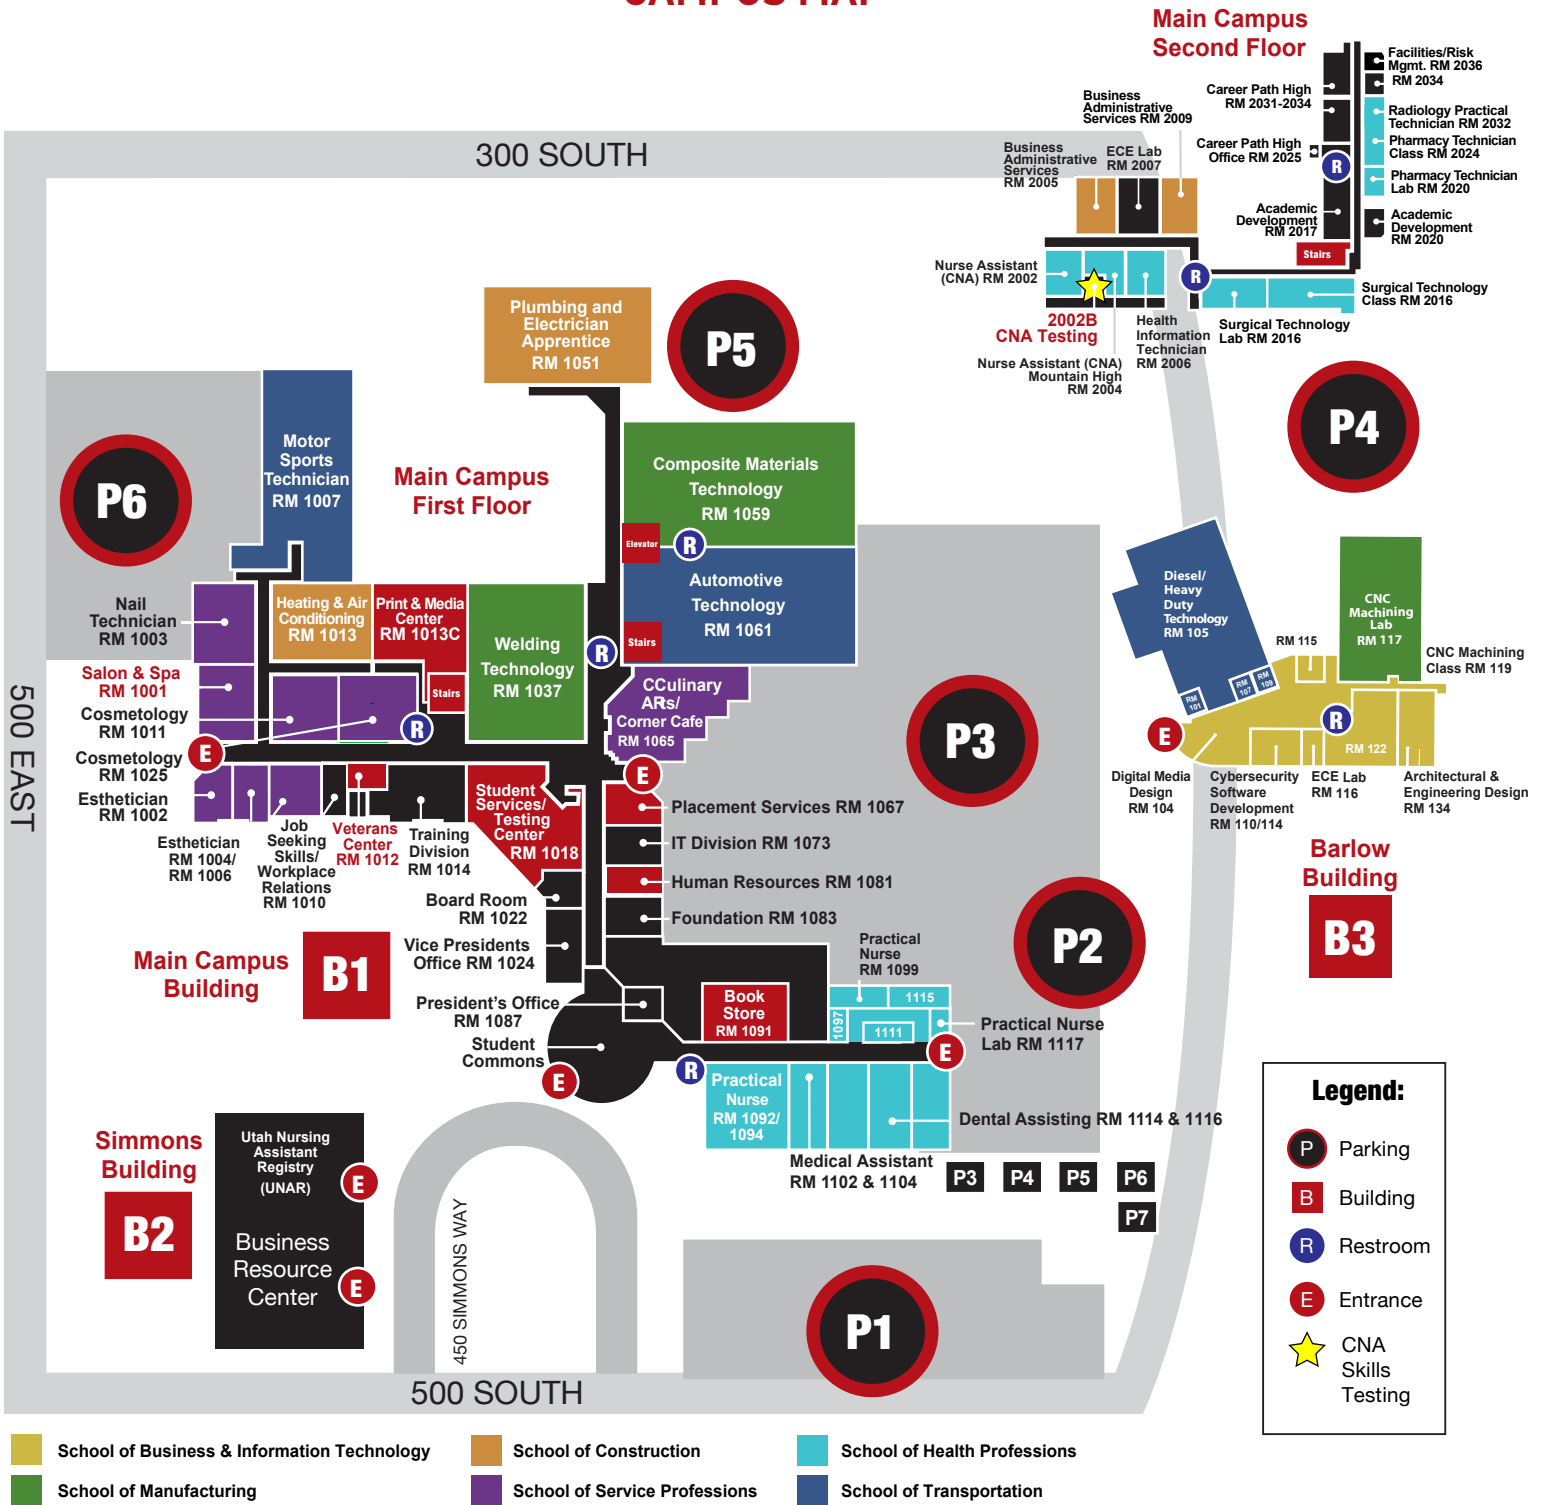 CAMPUS MAP
Main Campus
Second Floor
Facilities/Risk
Mgmt. RM 2036
RM 2034
Career Path High
RM 2031-2034
Radiology Practical
Technician RM 2032
Career Path High
Office RM 2025
Pharmacy Technician
Class RM 2024
R
Pharmacy Technician
Lab RM 2020
Academic
Development
RM 2017
Academic
Development
RM 2020
Stairs
Business
Administrative
Services RM 2009
Business
Administrative
Services
RM 2005
ECE Lab
RM 2007
Nurse Assistant
(CNA) RM 2002
R
Surgical Technology
Class RM 2016
Surgical Technology
Lab RM 2016
2002B
CNA Testing
Health
Information
Technician
RM 2006
Nurse Assistant (CNA)
Mountain High
RM 2004
300 SOUTH
500 EAST
Plumbing and
Electrician
Apprentice
RM 1051
P5
P4
P6
Motor
Sports
Technician
RM 1007
Main Campus
First Floor
Composite Materials
Technology
RM 1059
Elevator
R
Automotive
Technology
RM 1061
Stairs
Nail
Technician
RM 1003
Heating & Air
Conditioning
RM 1013
Print & Media
Center
RM 1013C
Welding
Technology
RM 1037
R
Salon & Spa
RM 1001
Stairs
CCulinary
ARts/
Corner Cafe
RM 1065
Cosmetology
RM 1011
R
E
Cosmetology
RM 1025
E
Esthetician
RM 1002
Esthetician
RM 1004/
RM 1006
Job
Seeking
Skills/
Workplace
Relations
RM 1010
Veterans
Center
RM 1012
Training
Division
RM 1014
Student
Services/
Testing
Center
RM 1018
Placement Services RM 1067
IT Division RM 1073
Human Resources RM 1081
Foundation RM 1083
Board Room
RM 1022
Vice Presidents
Office RM 1024
President's Office
RM 1087
Student
Commons
E
R
Book
Store
RM 1091
Practical
Nurse
RM 1099
1115
1097
1111
Practical Nurse
Lab RM 1117
E
Practical
Nurse
RM 1092/
1094
Dental Assisting RM 1114 & 1116
Medical Assistant
RM 1102 & 1104
P3
P2
P3
P4
P5
P6
P7
P1
Main Campus
Building
B1
Simmons
Building
B2
Utah Nursing
Assistant
Registry
(UNAR)
E
Business
Resource
Center
E
450 SIMMONS WAY
500 SOUTH
Diesel/
Heavy
Duty
Technology
RM 105
RM
101
RM
107
RM
109
RM 115
CNC
Machining
Lab
RM 117
CNC Machining
Class RM 119
E
R
RM 122
Digital Media
Design
RM 104
Cybersecurity
Software
Development
RM 110/114
ECE Lab
RM 116
Architectural &
Engineering Design
RM 134
Barlow
Building
B3
Legend:
P Parking
B Building
R Restroom
E Entrance
CNA
Skills
Testing
School of Business & Information Technology
School of Construction
School of Health Professions
School of Manufacturing
School of Service Professions
School of Transportation